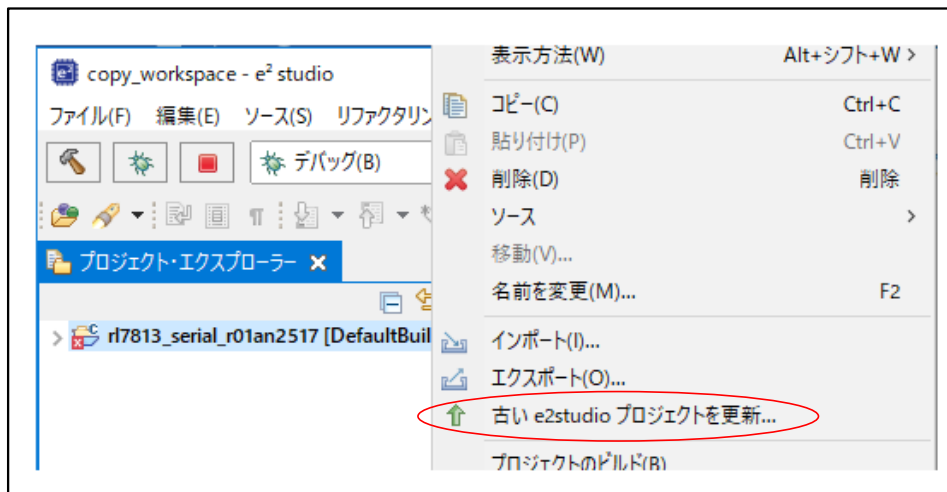 copy_workspace - e² studio
ファイル(F) 編集(E) ソース(S) リファクタリン
デバッグ(B)
プロジェクト・エクスプローラー
rl7813_serial_r01an2517 [DefaultBuil
表示方法(W) Alt+シフト+W >
コピー(C) Ctrl+C
貼り付け(P) Ctrl+V
削除(D) 削除
ソース >
移動(V)...
名前を変更(M)... F2
インポート(I)...
エクスポート(O)...
古い e2studio プロジェクトを更新...
プロジェクトのビルド(B)